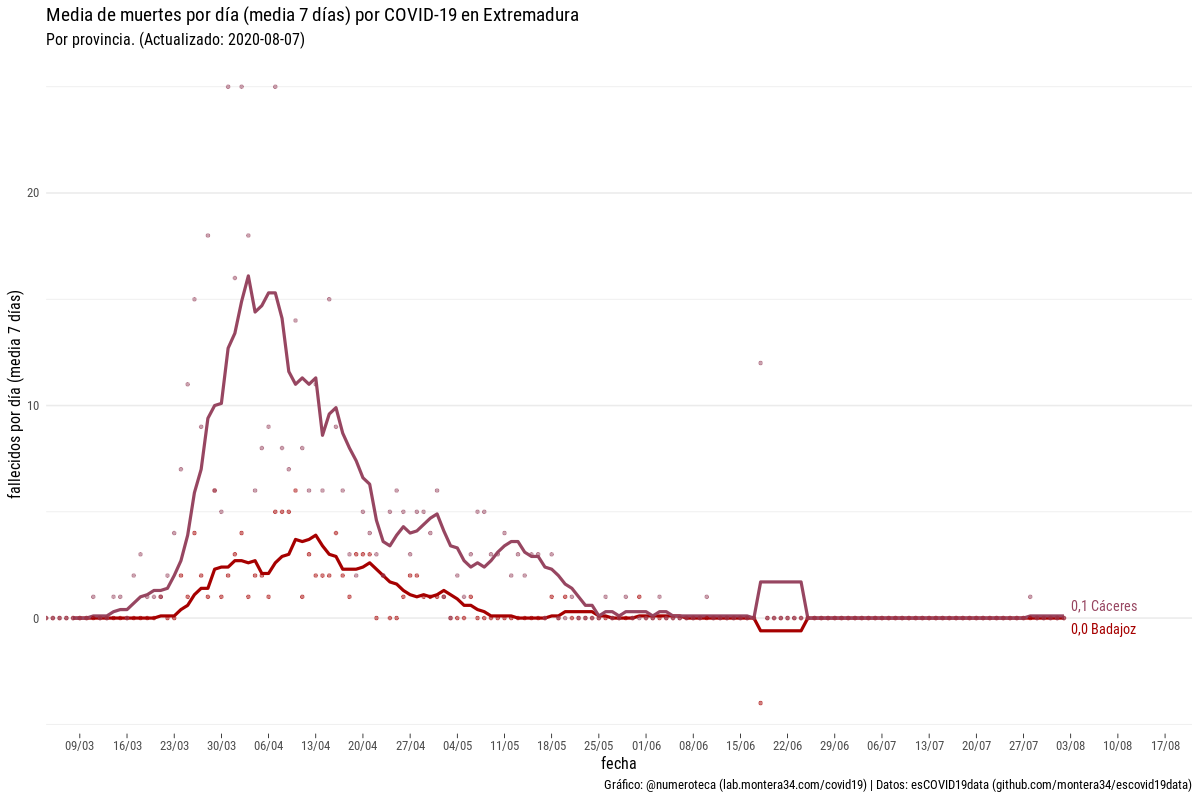 Media de muertes por día (media 7 días) por COVID-19 en Extremadura
Por provincia. (Actualizado: 2020-08-07)
fallecidos por día (media 7 días)
20
10
0
0,1 Cáceres
0,0 Badajoz
09/03 16/03 23/03 30/03 06/04 13/04 20/04 27/04 04/05 11/05 18/05 25/05 01/06 08/06 15/06 22/06 29/06 06/07 13/07 20/07 27/07 03/08 10/08 17/08
fecha
Gráfico: @numeroteca (lab.montera34.com/covid19) | Datos: esCOVID19data (github.com/montera34/escovid19data)